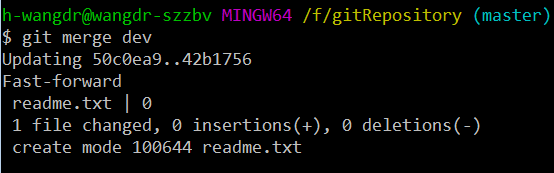 h-wangdr@wangdr-szzbv MINGW64 /f/gitRepository (master)
$ git merge dev
Updating 50c0ea9..42b1756
Fast-forward
 readme.txt | 0
 1 file changed, 0 insertions(+), 0 deletions(-)
 create mode 100644 readme.txt